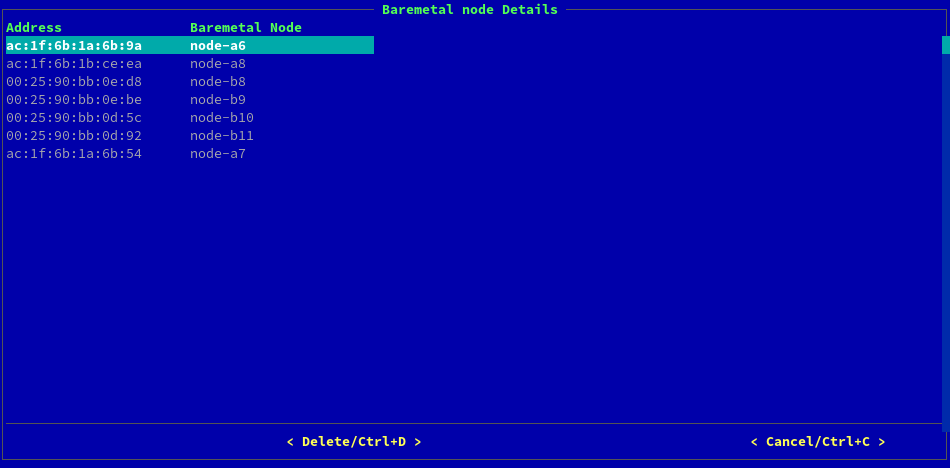 Baremetal node Details
Address Baremetal Node
ac:1f:6b:1a:6b:9a node-a6
ac:1f:6b:1b:ce:ea node-a8
00:25:90:bb:0e:d8 node-b8
00:25:90:bb:0e:be node-b9
00:25:90:bb:0d:5c node-b10
00:25:90:bb:0d:92 node-b11
ac:1f:6b:1a:6b:54 node-a7
< Delete/Ctrl+D > < Cancel/Ctrl+C >